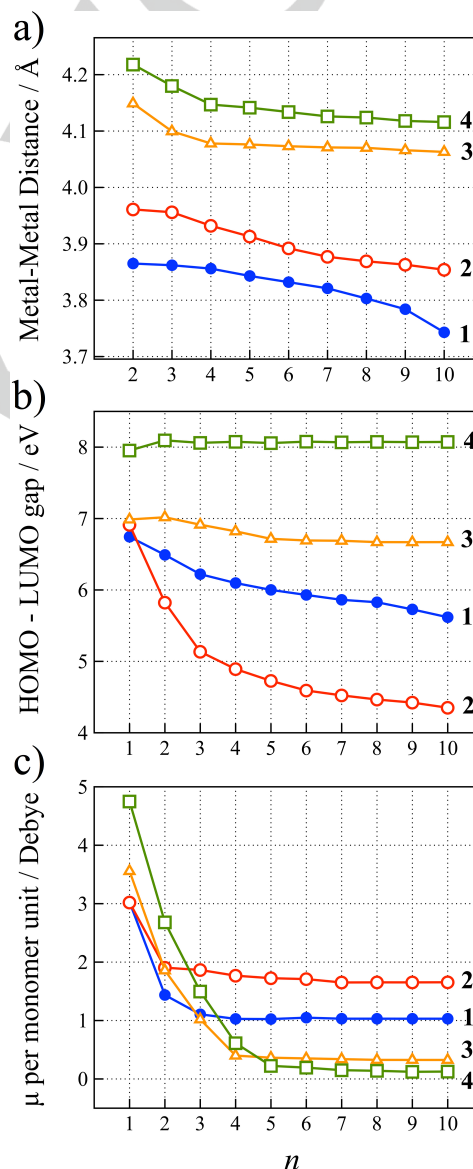 a)
Metal-Metal Distance / Å
4.2
4.1
4.0
3.9
3.8
3.7
4
3
2
1
2 3 4 5 6 7 8 9 10
b)
HOMO - LUMO gap / eV
8
7
6
5
4
4
3
1
2
1 2 3 4 5 6 7 8 9 10
c)
μ per monomer unit / Debye
5
4
3
2
1
0
2
1
3
4
1 2 3 4 5 6 7 8 9 10
n